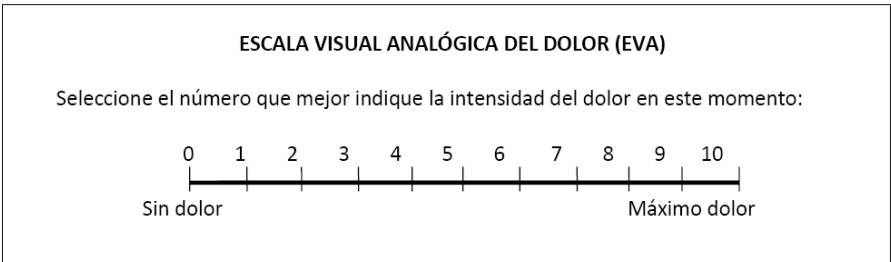 ESCALA VISUAL ANALÓGICA DEL DOLOR (EVA)
Seleccione el número que mejor indique la intensidad del dolor en este momento:
0 1 2 3 4 5 6 7 8 9 10
Sin dolor Máximo dolor